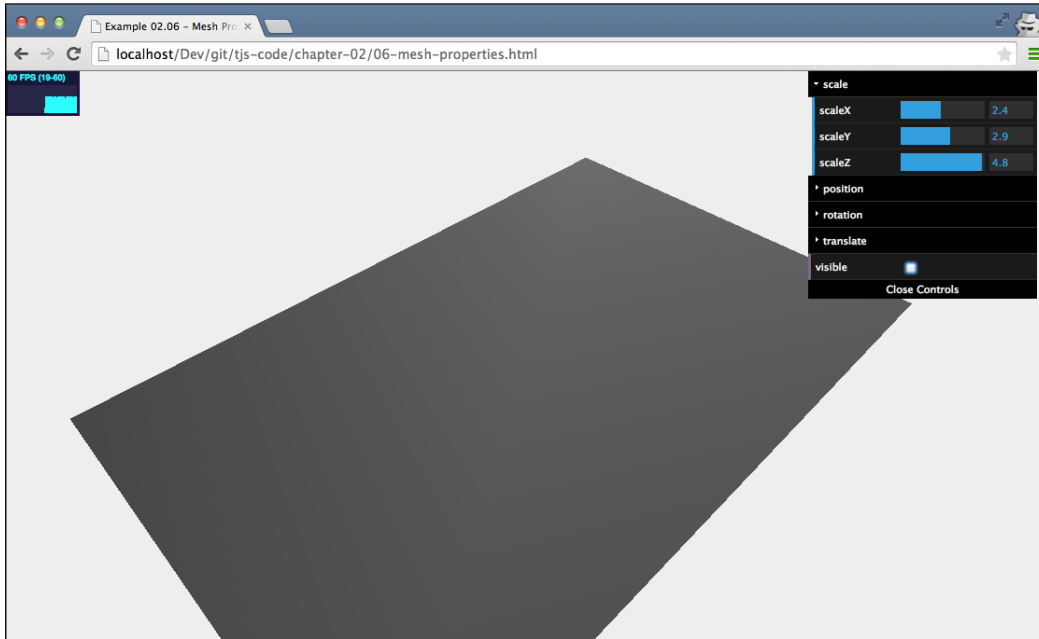 Example 02.06 – Mesh Pro
localhost/Dev/git/tjs-code/chapter-02/06-mesh-properties.html
60 FPS (19-60)
scale
scaleX 2.4
scaleY 2.9
scaleZ 4.8
position
rotation
translate
visible
Close Controls